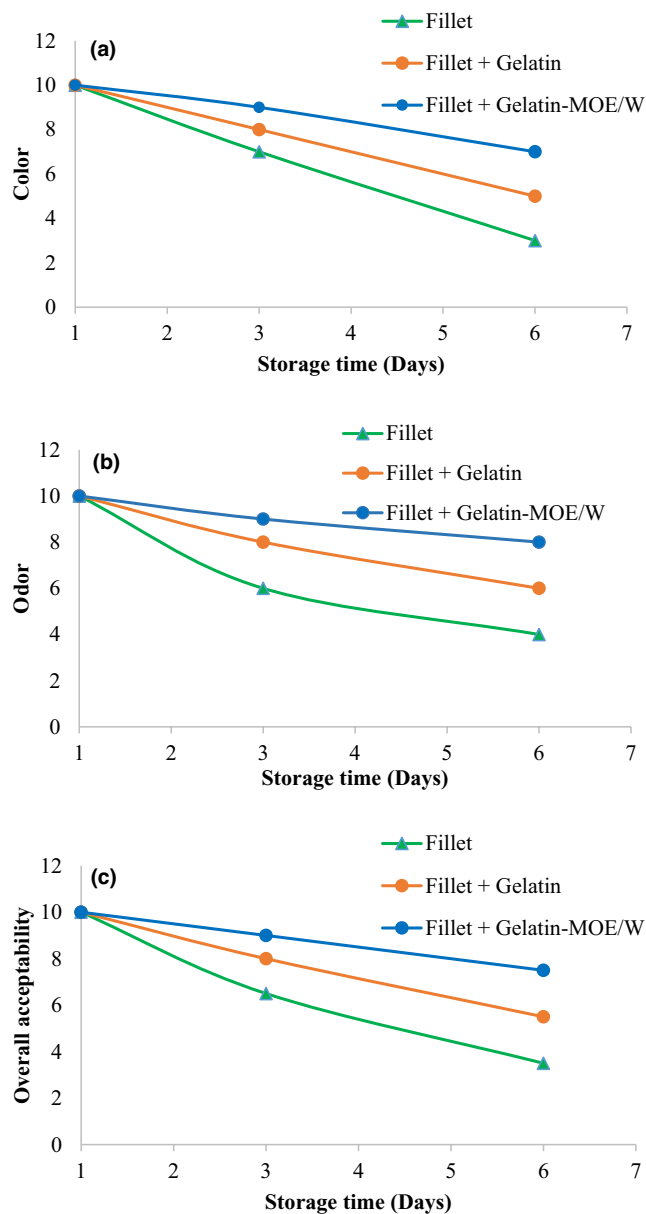 (a)
Fillet
Fillet + Gelatin
Fillet + Gelatin-MOE/W
12
10
8
6
4
2
0
Color
1 2 3 4 5 6 7
Storage time (Days)
(b)
Fillet
Fillet + Gelatin
Fillet + Gelatin-MOE/W
12
10
8
6
4
2
0
Odor
1 2 3 4 5 6 7
Storage time (Days)
(c)
Fillet
Fillet + Gelatin
Fillet + Gelatin-MOE/W
12
10
8
6
4
2
0
Overall acceptability
1 2 3 4 5 6 7
Storage time (Days)